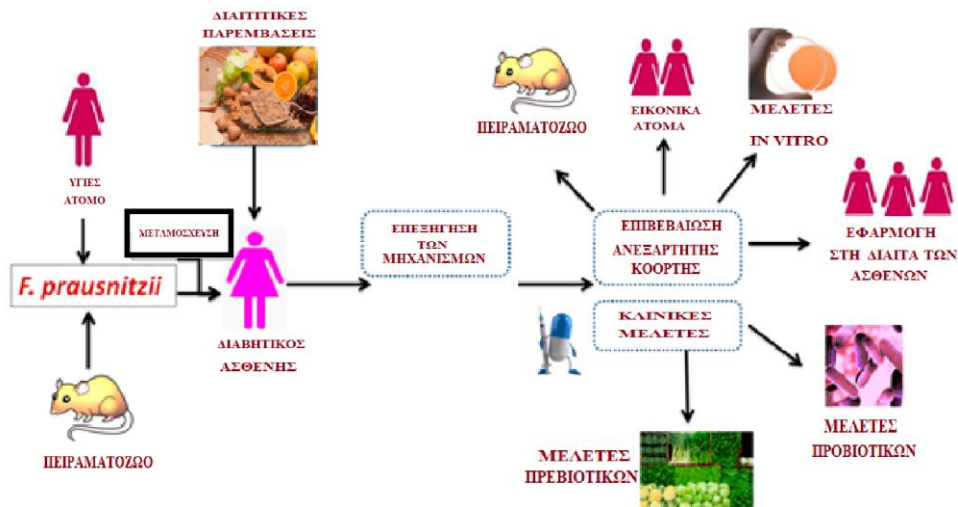 ΔΙΑΙΤΙΤΙΚΕΣ
ΠΑΡΕΜΒΑΣΕΙΣ
ΥΓΙΕΣ
ΑΤΟΜΟ
ΜΕΤΑΜΟΣΧΕΥΣΗ
F. prausnitzii
ΠΕΙΡΑΜΑΤΟΖΩΟ
ΔΙΑΒΗΤΙΚΟΣ
ΑΣΘΕΝΗΣ
ΕΠΕΞΗΓΗΣΗ
ΤΩΝ
ΜΗΧΑΝΙΣΜΩΝ
ΠΕΙΡΑΜΑΤΟΖΩΟ
ΕΙΚΟΝΙΚΑ
ΑΤΟΜΑ
ΜΕΛΕΤΕΣ
IN VITRO
ΕΠΙΒΕΒΑΙΩΣΗ
ΑΝΕΞΑΡΤΗΤΗΣ
ΚΟΟΡΤΗΣ
ΕΦΑΡΜΟΓΗ
ΣΤΗ ΔΙΑΙΤΑ ΤΩΝ
ΑΣΘΕΝΩΝ
ΚΛΙΝΙΚΕΣ
ΜΕΛΕΤΕΣ
ΜΕΛΕΤΕΣ
ΠΡΕΒΙΟΤΙΚΩΝ
ΜΕΛΕΤΕΣ
ΠΡΟΒΙΟΤΙΚΩΝ